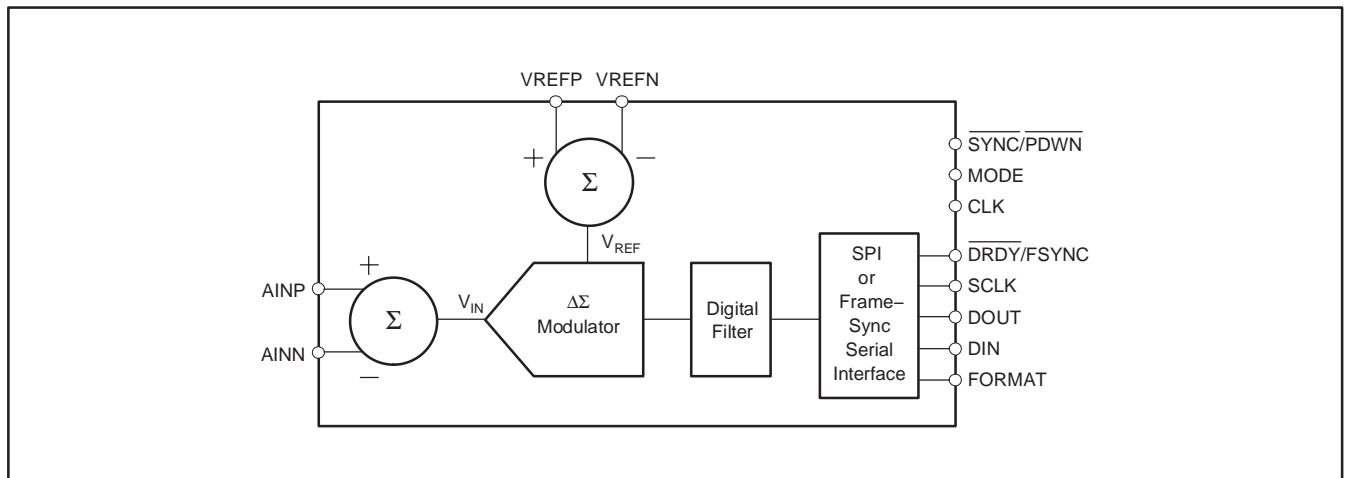 VREFP VREFN
SYNC/PDWN
+ −
MODE
Σ
CLK
V_REF
SPI
or
Frame−
Sync
Serial
Interface
DRDY/FSYNC
SCLK
DOUT
DIN
FORMAT
+
AINP
Σ
V_IN
AINN
−
ΔΣ
Modulator
Digital
Filter